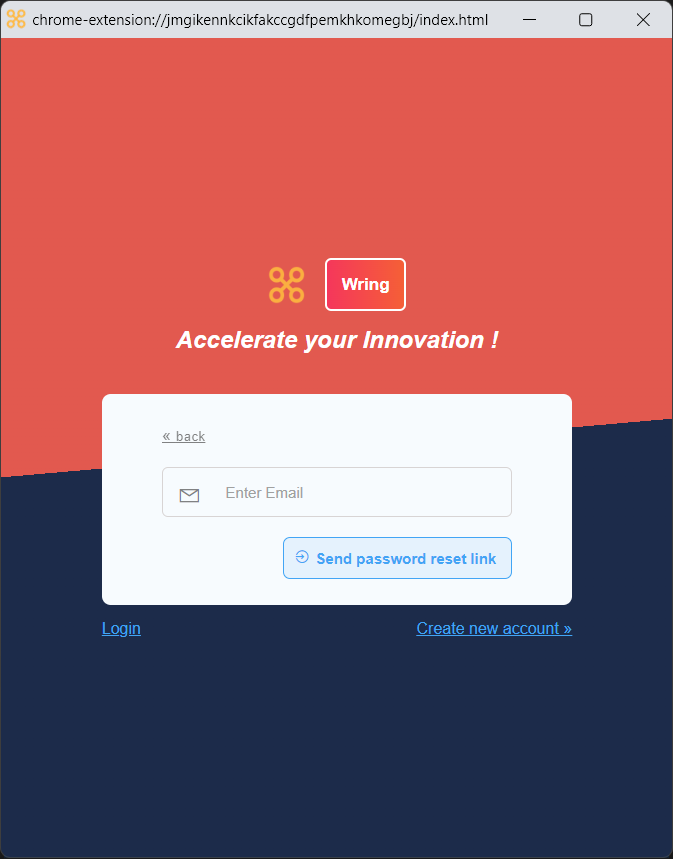 chrome-extension://jmgikennkcikfakccgdfpemkhkomegbj/index.html
Wring
Accelerate your Innovation !
« back
Enter Email
Send password reset link
Login
Create new account »